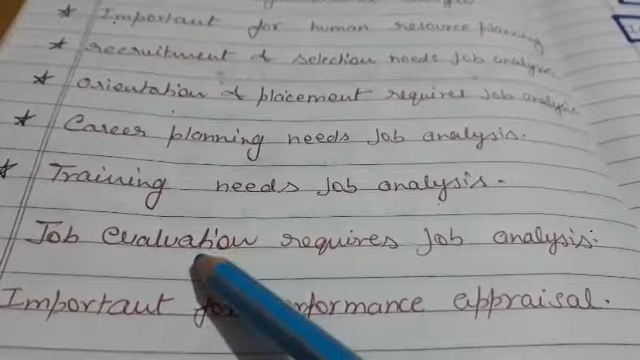 * Important for human resource planning
* recruitment & selection needs Job analysis.
* orientation & placement requires Job analysis
* Career planning needs Job analysis.
* Training needs Job analysis.
Job evaluation requires Job analysis.
Important for performance appraisal.